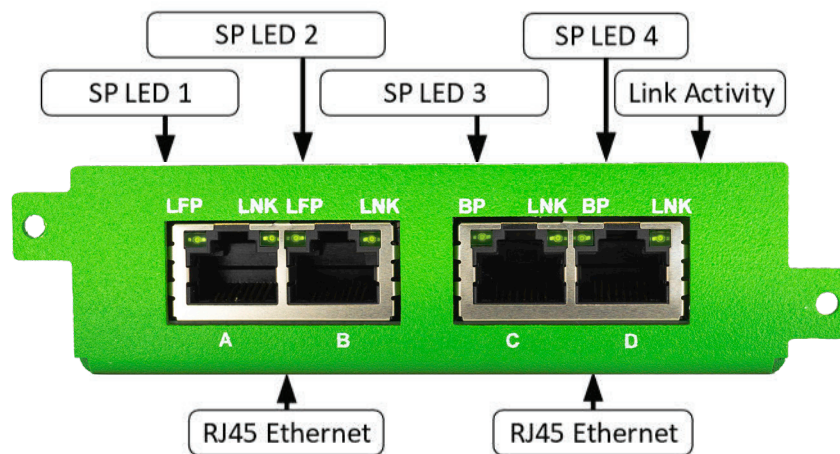 SP LED 2
SP LED 4
SP LED 1
SP LED 3
Link Activity
LFP LNK LFP LNK BP LNK BP LNK
A B C D
RJ45 Ethernet
RJ45 Ethernet